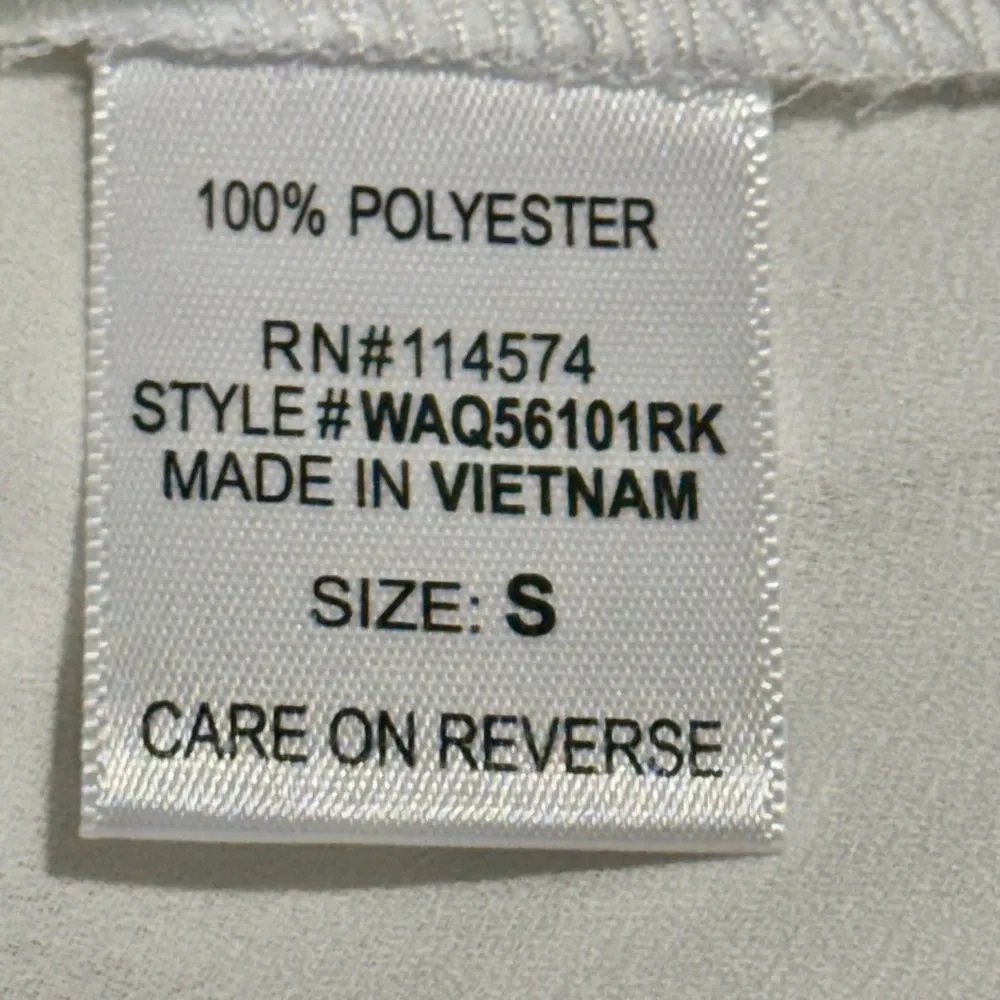 100% POLYESTER
RN#114574
STYLE#WAQ56101RK
MADE IN VIETNAM
SIZE: S
CARE ON REVERSE